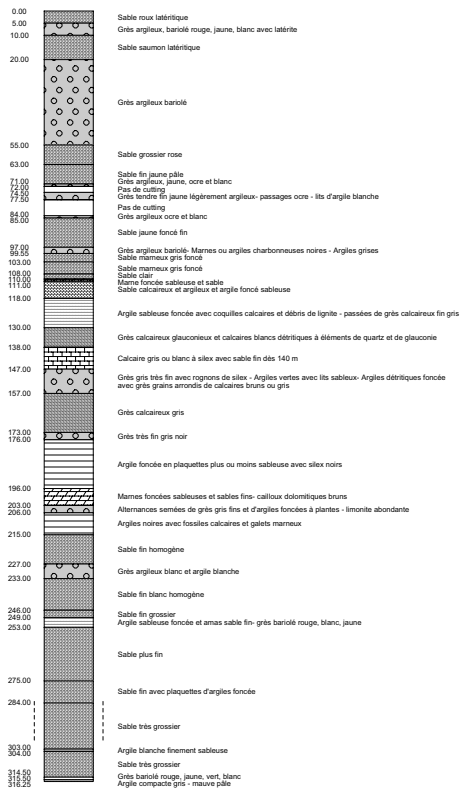 0.00
Sable roux latéritique
5.00
Grès argileux, bariolé rouge, jaune, blanc avec latérite
10.00
Sable saumon latéritique
20.00
Grès argileux bariolé
55.00
Sable grossier rose
63.00
Sable fin jaune pâle
71.00
Grès argileux, jaune, ocre et blanc
72.00
Pas de cutting
74.50
Grès tendre fin jaune légèrement argileux- passages ocre - lits d'argile blanche
77.50
Pas de cutting
84.00
Grès argileux ocre et blanc
85.00
Sable jaune foncé fin
97.00
Grès argileux bariolé- Marnes ou argiles charbonneuses noires - Argiles grises
99.55
Sable marneux gris foncé
103.00
Sable marneux gris foncé
108.00
Sable clair
110.00
Marne foncée sableuse et sable
111.00
Sable calcaireux et argileux et argile foncé sableuse
118.00
Argile sableuse foncée avec coquilles calcaires et débris de lignite - passées de grès calcaireux fin gris
130.00
Grès calcaireux glauconieux et calcaires blancs détritiques à éléments de quartz et de glauconie
138.00
Calcaire gris ou blanc à silex avec sable fin dès 140 m
147.00
Grès gris très fin avec rognons de silex - Argiles vertes avec lits sableux- Argiles détritiques foncée
avec grès grains arrondis de calcaires bruns ou gris
157.00
Grès calcaireux gris
173.00
Grès très fin gris noir
176.00
Argile foncée en plaquettes plus ou moins sableuse avec silex noirs
196.00
Marnes foncées sableuses et sables fins- cailloux dolomitiques bruns
203.00
Alternances semées de grès gris fins et d'argiles foncées à plantes - limonite abondante
206.00
Argiles noires avec fossiles calcaires et galets marneux
215.00
Sable fin homogène
227.00
Grès argileux blanc et argile blanche
233.00
Sable fin blanc homogène
246.00
Sable fin grossier
249.00
Argile sableuse foncée et amas sable fin- grès bariolé rouge, blanc, jaune
253.00
Sable plus fin
275.00
Sable fin avec plaquettes d'argiles foncée
284.00
Sable très grossier
303.00
Argile blanche finement sableuse
304.00
Sable très grossier
314.50
Grès bariolé rouge, jaune, vert, blanc
315.50
Argile compacte gris - mauve pâle
316.25